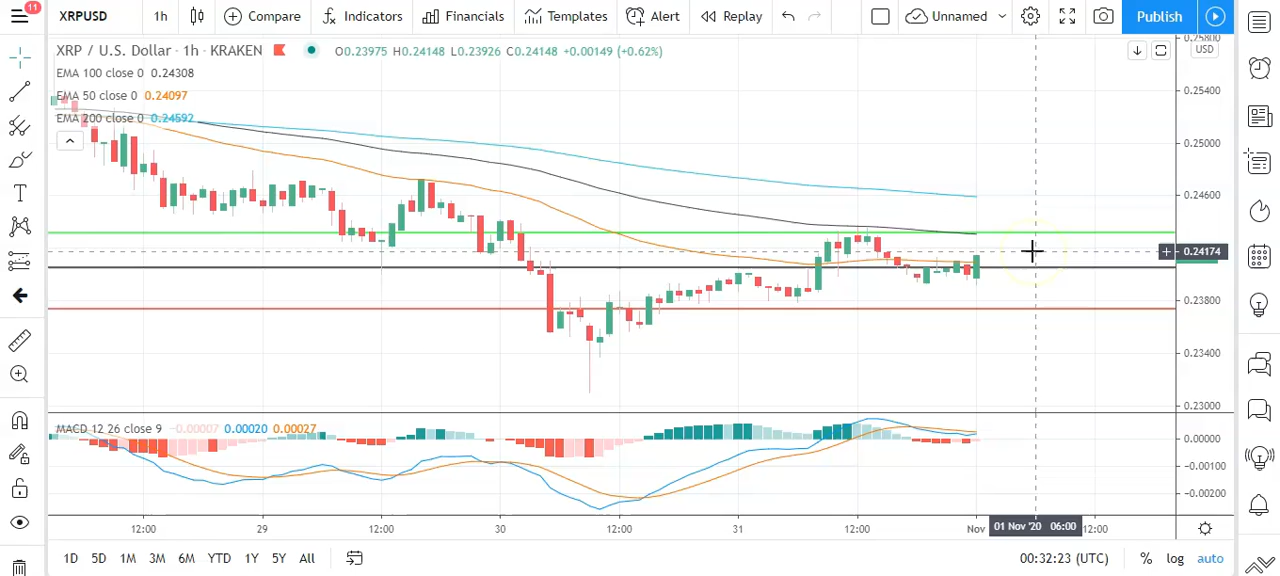 11
XRPUSD 1h Compare Indicators Financials Templates Alert Replay Unnamed Publish
XRP / U.S. Dollar · 1h · KRAKEN O0.23975 H0.24148 L0.23926 C0.24148 +0.00149 (+0.62%)
USD
EMA 100 close 0 0.24308
EMA 50 close 0 0.24097
EMA 200 close 0 0.24592
0.25400
0.25000
0.24600
0.24174
0.23800
0.23400
0.23000
MACD 12 26 close 9 -0.00007 0.00020 0.00027
0.00000
-0.00100
-0.00200
12:00 29 12:00 30 12:00 31 12:00 Nov 01 Nov '20 06:00 12:00
1D 5D 1M 3M 6M YTD 1Y 5Y All 00:32:23 (UTC) % log auto